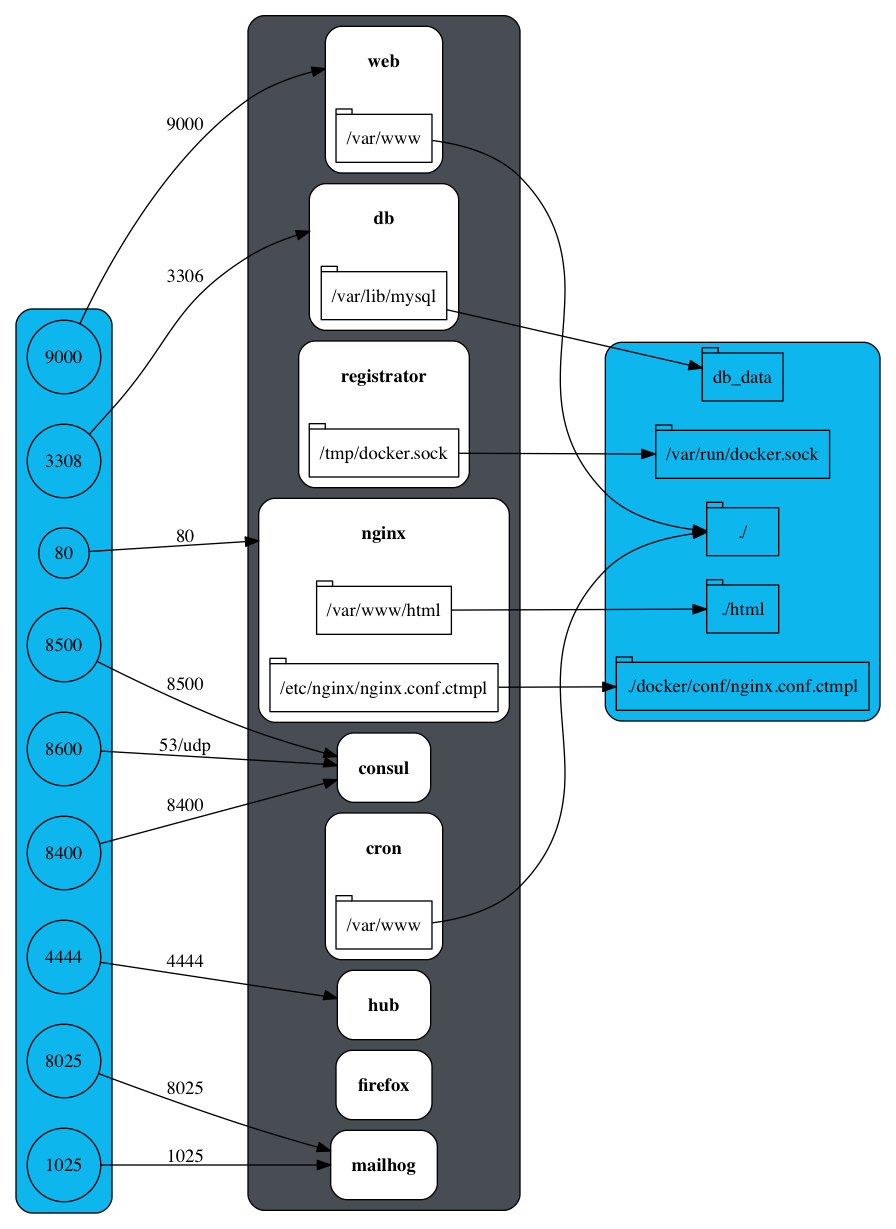 web
/var/www
9000
db
/var/lib/mysql
3306
9000
3308
80
8500
8600
8400
4444
8025
1025
registrator
/tmp/docker.sock
nginx
80
/var/www/html
/etc/nginx/nginx.conf.ctmpl
8500
53/udp
8400
consul
cron
/var/www
4444
hub
firefox
8025
1025
mailhog
db_data
/var/run/docker.sock
./
./html
./docker/conf/nginx.conf.ctmpl